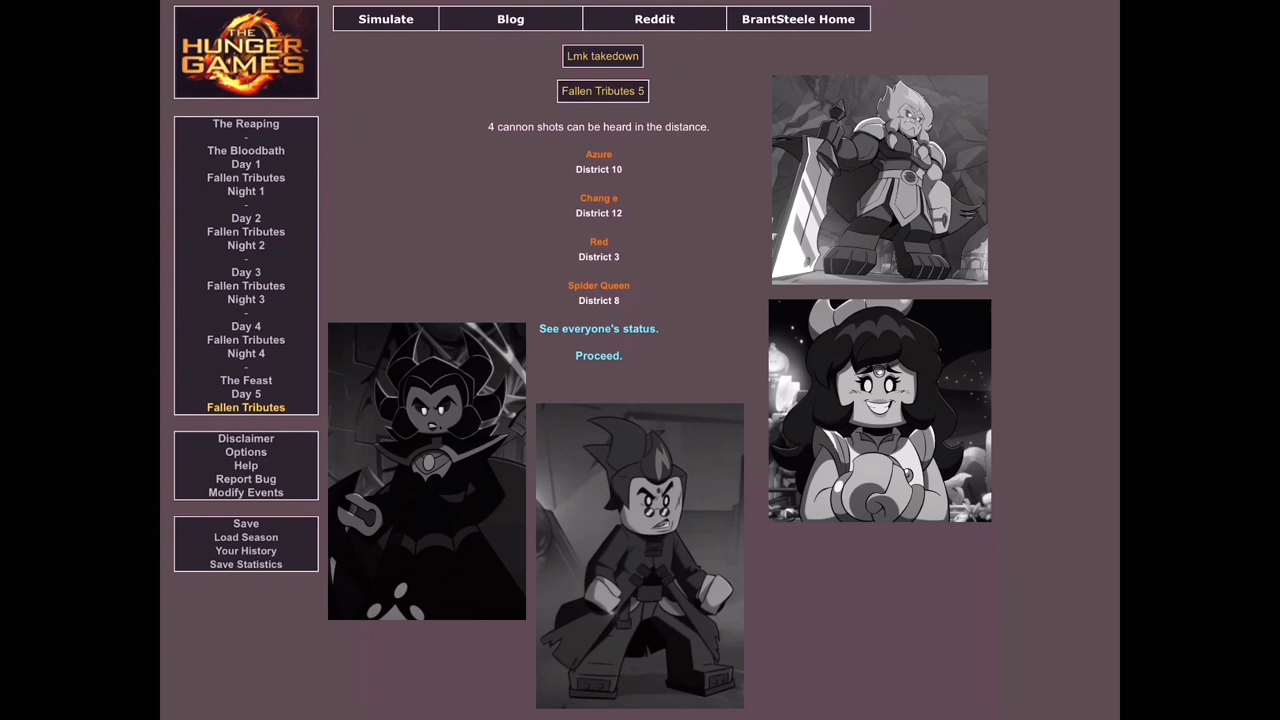 THE
HUNGER
GAMES
Simulate
Blog
Reddit
BrantSteele Home
The Reaping
-
The Bloodbath
Day 1
Fallen Tributes
Night 1
-
Day 2
Fallen Tributes
Night 2
-
Day 3
Fallen Tributes
Night 3
-
Day 4
Fallen Tributes
Night 4
-
The Feast
Day 5
Fallen Tributes
Disclaimer
Options
Help
Report Bug
Modify Events
Save
Load Season
Your History
Save Statistics
Lmk takedown
Fallen Tributes 5
4 cannon shots can be heard in the distance.
Azure
District 10
Chang e
District 12
Red
District 3
Spider Queen
District 8
See everyone's status.
Proceed.